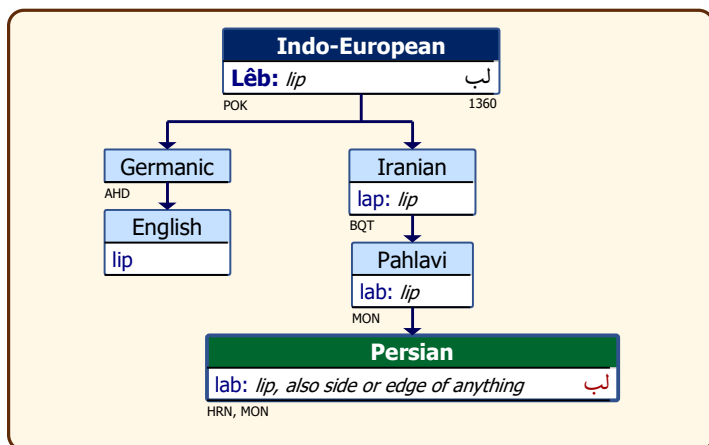 Indo-European
Lêb: lip لب
POK 1360
Germanic Iranian
AHD lap: lip
English BQT
lip Pahlavi
lab: lip
MON
Persian
lab: lip, also side or edge of anything لب
HRN, MON